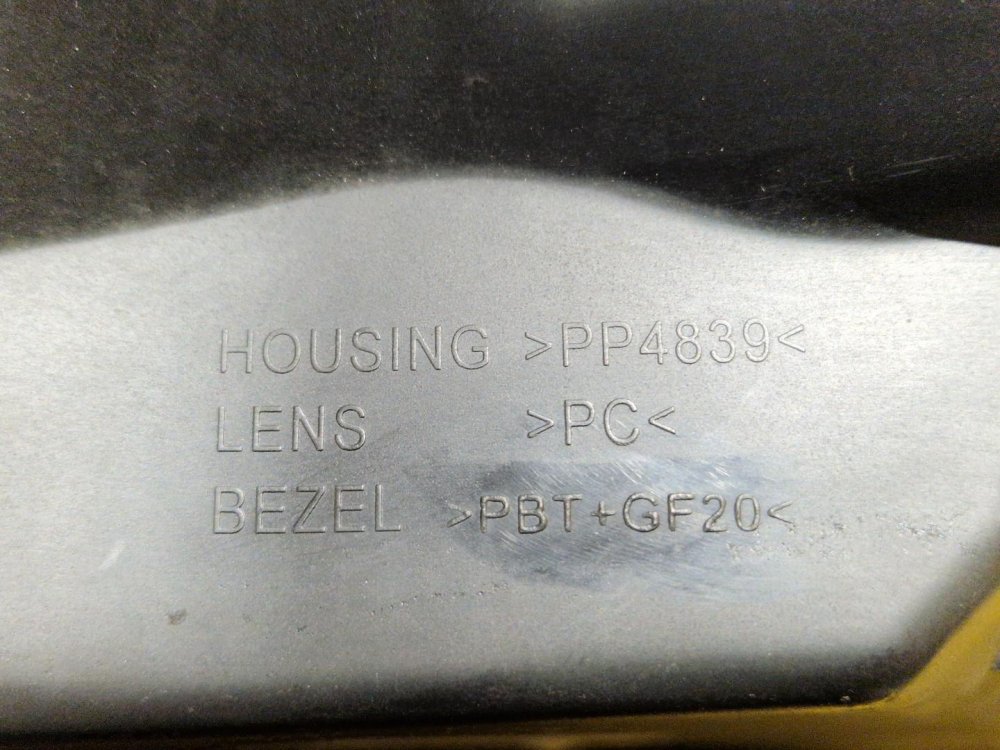 HOUSING >PP4839<
LENS >PC<
BEZEL >PBT+GF20<